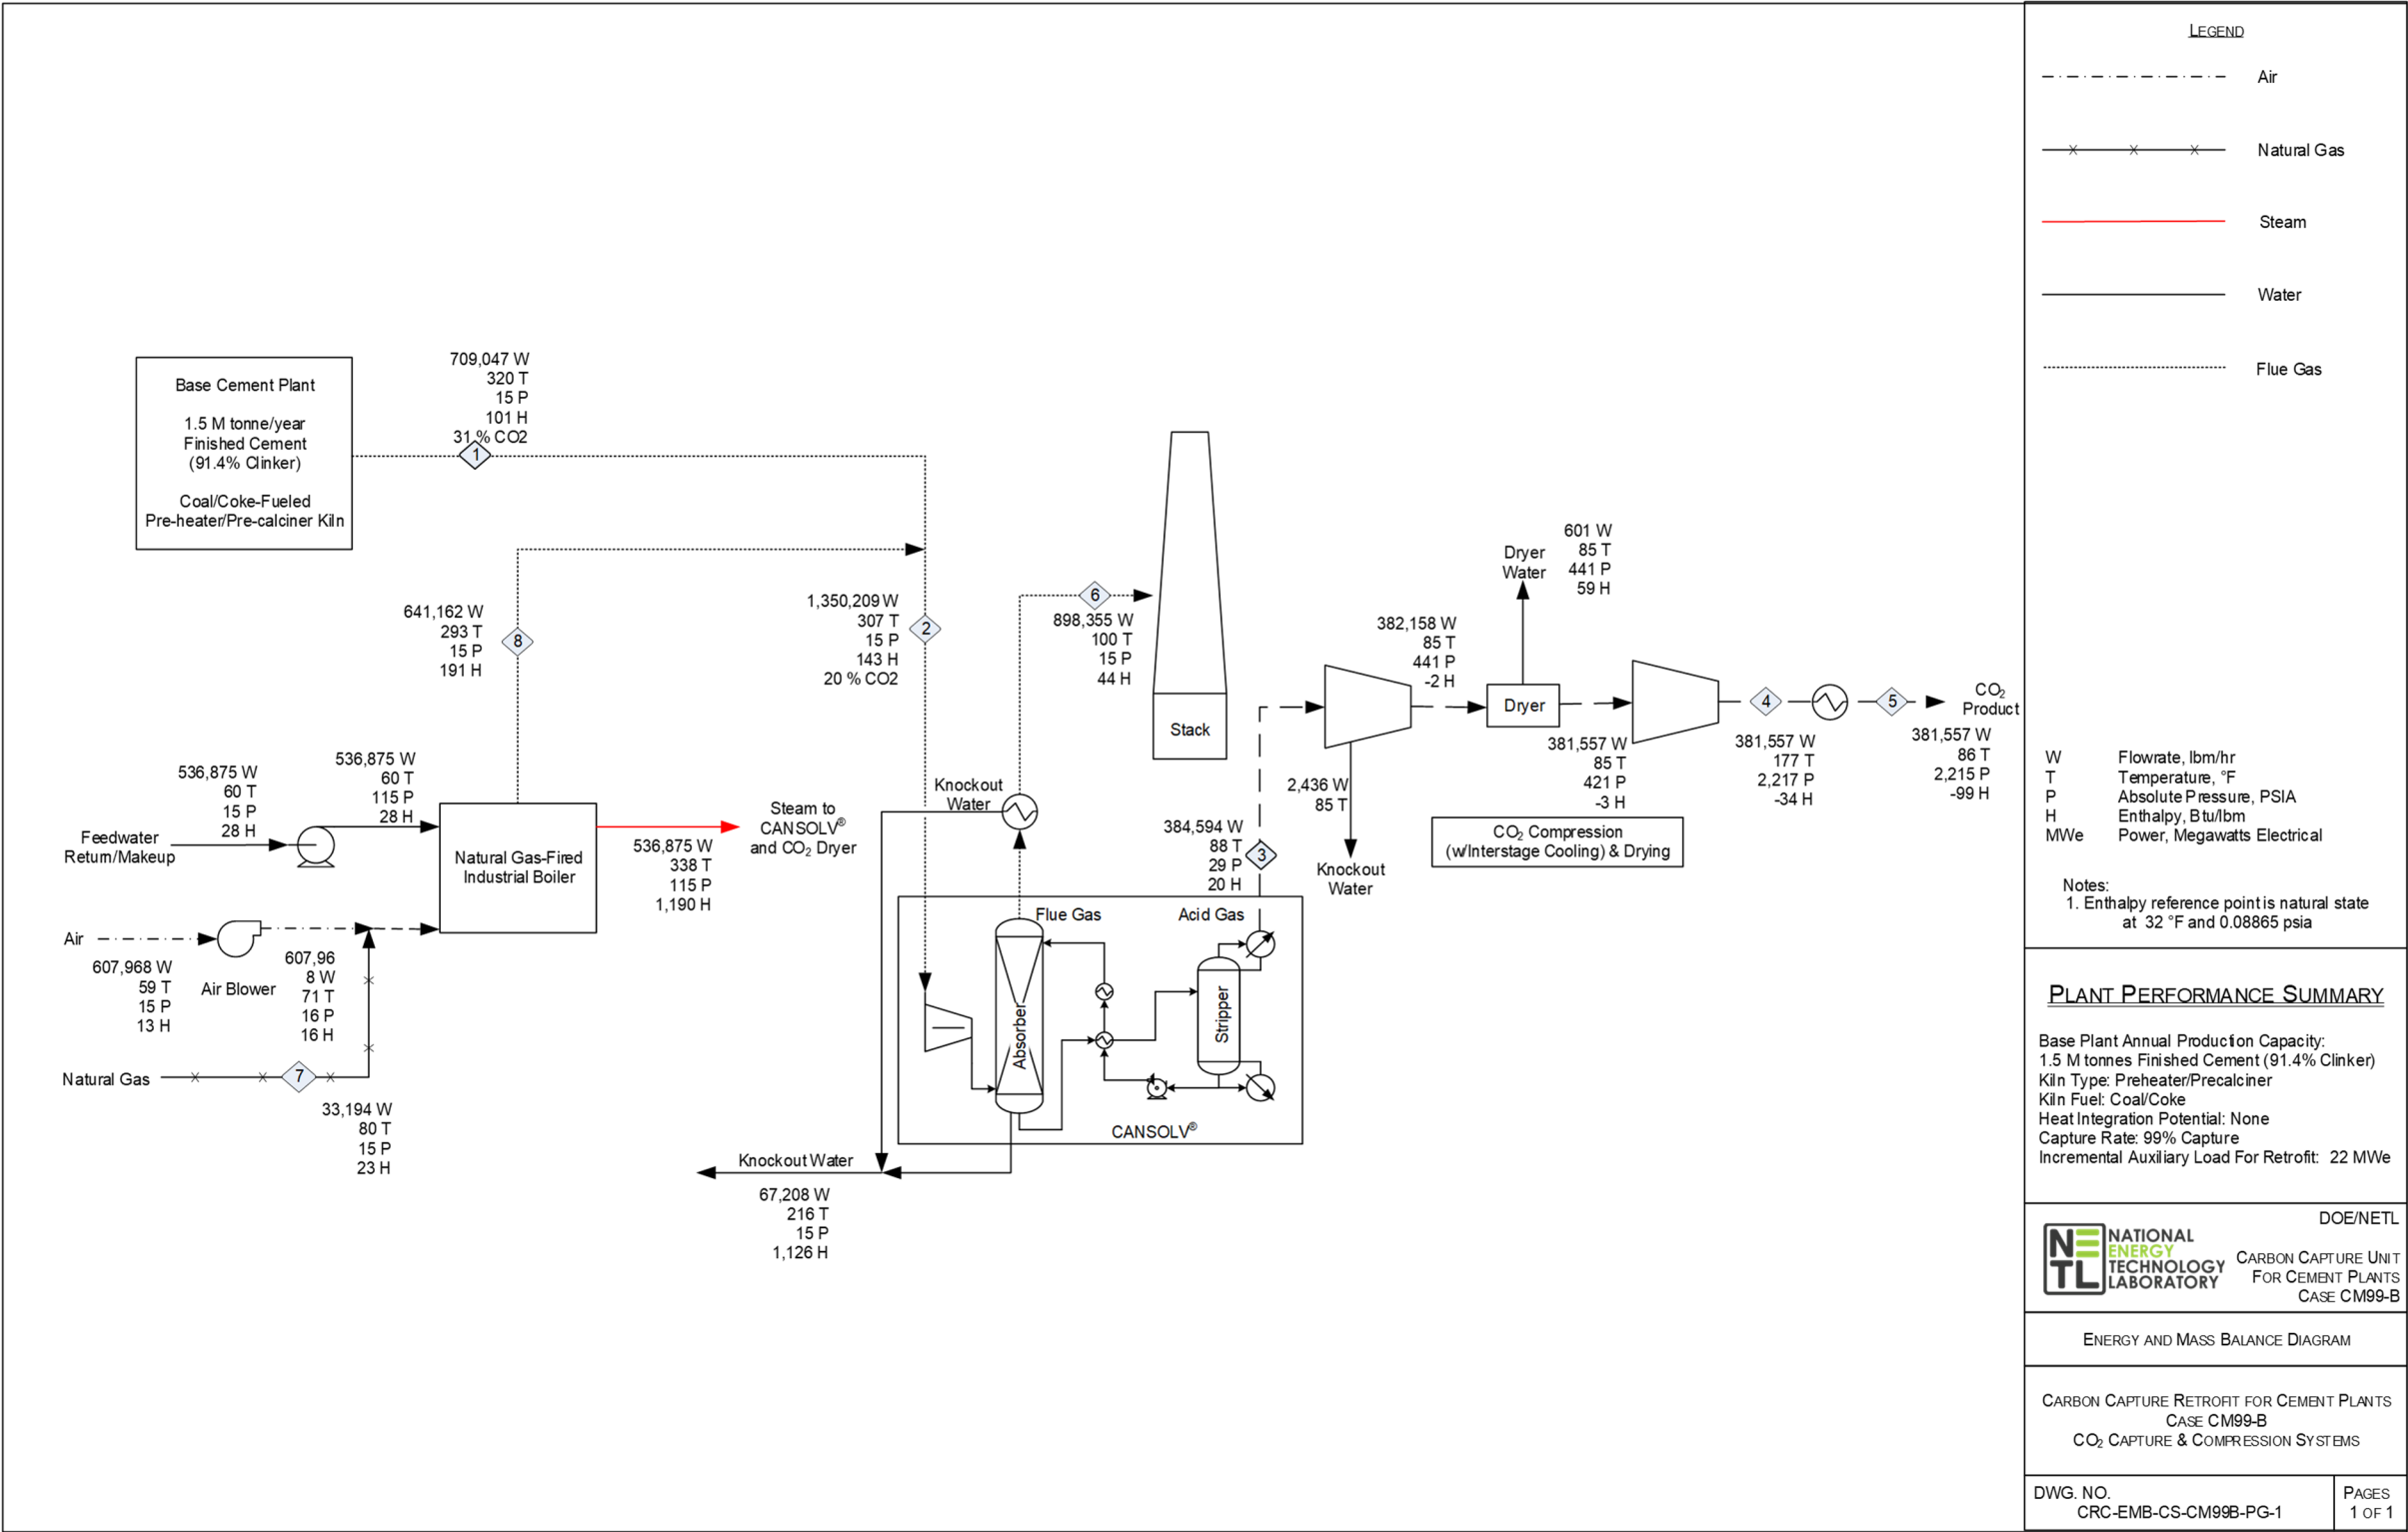 Base Cement Plant
1.5 M tonne/year
Finished Cement
(91.4% Clinker)
Coal/Coke-Fueled
Pre-heater/Pre-calciner Kiln
709,047 W
320 T
15 P
101 H
31 % CO2
1
641,162 W
293 T
15 P
191 H
8
1,350,209 W
307 T
15 P
143 H
20 % CO2
2
6
898,355 W
100 T
15 P
44 H
Stack
536,875 W
60 T
15 P
28 H
Feedwater
Return/Makeup
536,875 W
60 T
115 P
28 H
Natural Gas-Fired
Industrial Boiler
Steam to
CANSOLV®
and CO₂ Dryer
536,875 W
338 T
115 P
1,190 H
Air
607,968 W
59 T
15 P
13 H
Air Blower
607,96
8 W
71 T
16 P
16 H
Natural Gas
7
33,194 W
80 T
15 P
23 H
Knockout
Water
Flue Gas
Acid Gas
Absorber
Stripper
CANSOLV®
Knockout Water
67,208 W
216 T
15 P
1,126 H
384,594 W
88 T
29 P
20 H
3
2,436 W
85 T
Knockout
Water
382,158 W
85 T
441 P
-2 H
Dryer
Water
601 W
85 T
441 P
59 H
Dryer
381,557 W
85 T
421 P
-3 H
CO₂ Compression
(w/Interstage Cooling) & Drying
4
381,557 W
177 T
2,217 P
-34 H
5
CO₂
Product
381,557 W
86 T
2,215 P
-99 H
LEGEND
Air
Natural Gas
Steam
Water
Flue Gas
W Flowrate, lbm/hr
T Temperature, °F
P Absolute Pressure, PSIA
H Enthalpy, Btu/lbm
MWe Power, Megawatts Electrical
Notes:
1. Enthalpy reference point is natural state
at 32 °F and 0.08865 psia
PLANT PERFORMANCE SUMMARY
Base Plant Annual Production Capacity:
1.5 M tonnes Finished Cement (91.4% Clinker)
Kiln Type: Preheater/Precalciner
Kiln Fuel: Coal/Coke
Heat Integration Potential: None
Capture Rate: 99% Capture
Incremental Auxiliary Load For Retrofit: 22 MWe
NETL
NATIONAL
ENERGY
TECHNOLOGY
LABORATORY
DOE/NETL
CARBON CAPTURE UNIT
FOR CEMENT PLANTS
CASE CM99-B
ENERGY AND MASS BALANCE DIAGRAM
CARBON CAPTURE RETROFIT FOR CEMENT PLANTS
CASE CM99-B
CO₂ CAPTURE & COMPRESSION SYSTEMS
DWG. NO.
CRC-EMB-CS-CM99B-PG-1
PAGES
1 OF 1